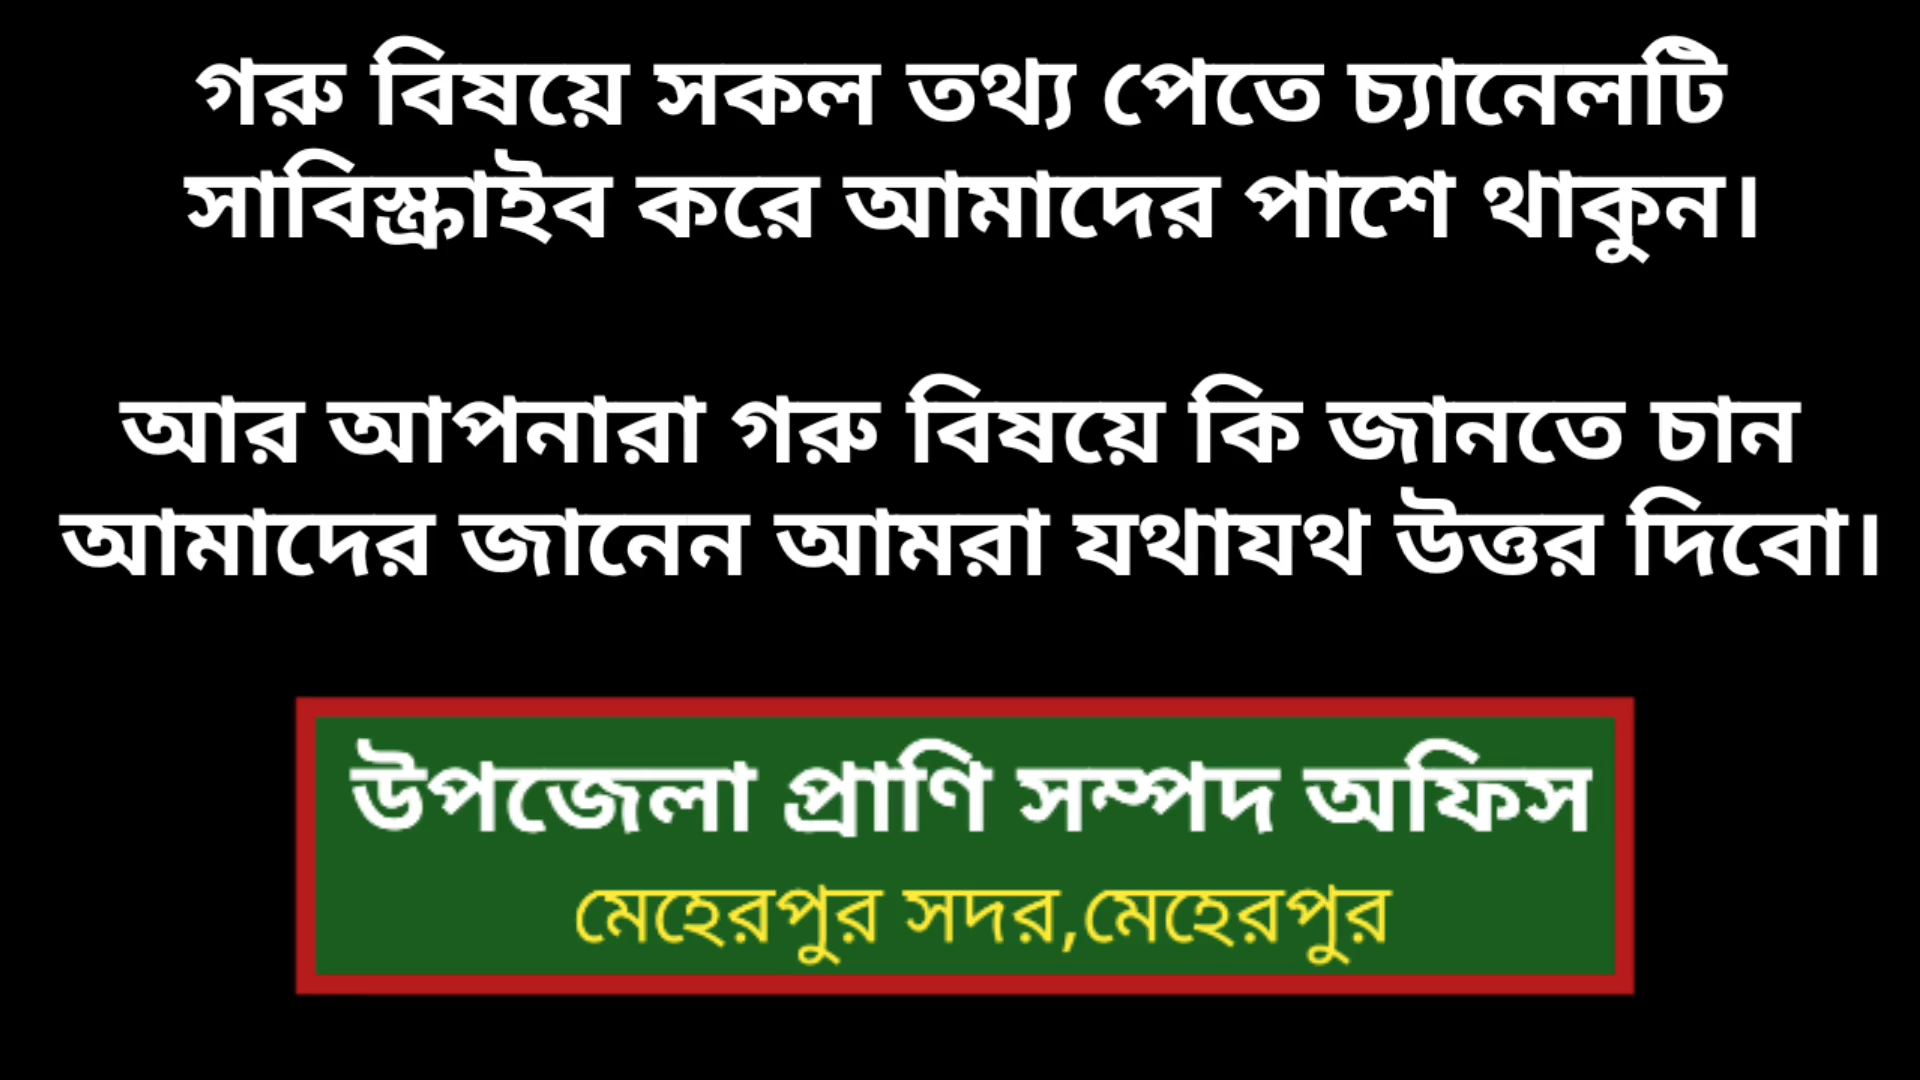 গরু বিষয়ে সকল তথ্য পেতে চ্যানেলটি
সাবিস্ক্রাইব করে আমাদের পাশে থাকুন।
আর আপনারা গরু বিষয়ে কি জানতে চান
আমাদের জানেন আমরা যথাযথ উত্তর দিবো।
উপজেলা প্রাণি সম্পদ অফিস
মেহেরপুর সদর,মেহেরপুর